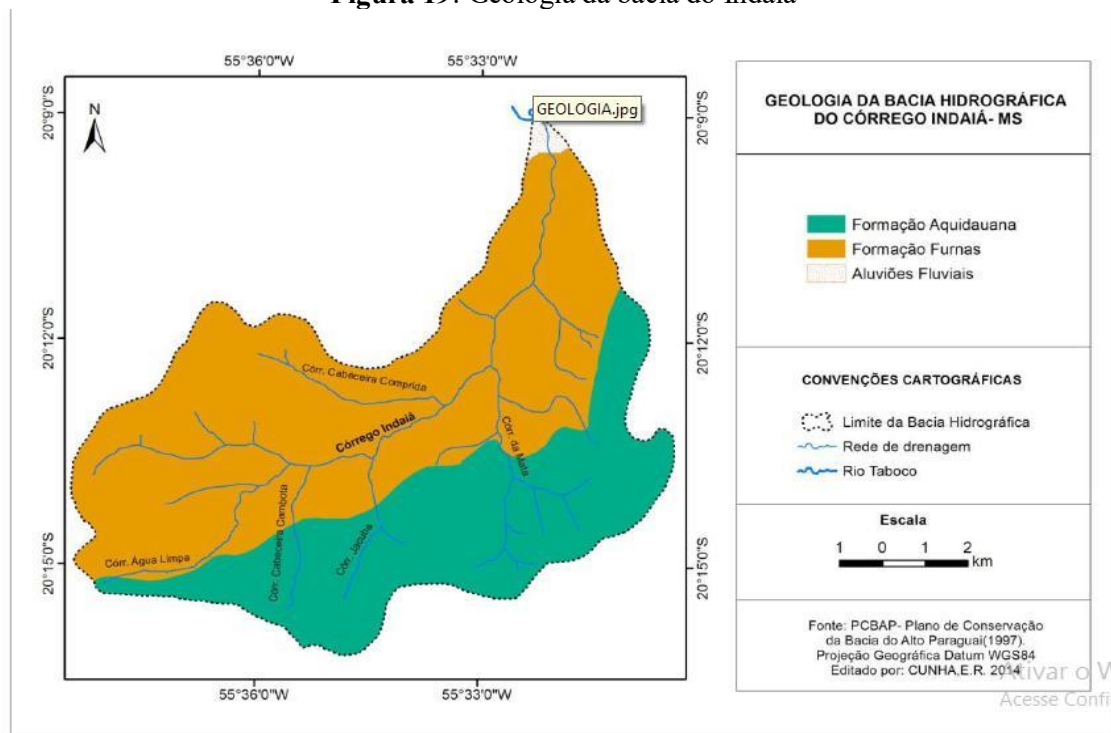 Figura 19: Geologia da bacia do Indaiá
55°36'0"W
55°33'0"W
20°9'0"S
N
GEOLOGIA.jpg
20°9'0"S
20°12'0"S
20°12'0"S
Córr. Cabeceira Comprida
Córrego Indaiá
Córr. da Mata
Córr. Cabeceira Cambota
Córr. Jacuba
Córr. Água Limpa
20°15'0"S
20°15'0"S
55°36'0"W
55°33'0"W
GEOLOGIA DA BACIA HIDROGRÁFICA
DO CÓRREGO INDAIÁ- MS
Formação Aquidauana
Formação Furnas
Aluviões Fluviais
CONVENÇÕES CARTOGRÁFICAS
Limite da Bacia Hidrográfica
Rede de drenagem
Rio Taboco
Escala
1 0 1 2
km
Fonte: PCBAP- Plano de Conservação
da Bacia do Alto Paraguai(1997).
Projeção Geográfica Datum WGS84
Editado por: CUNHA,E.R. 2014
Ativar o W
Acesse Confi